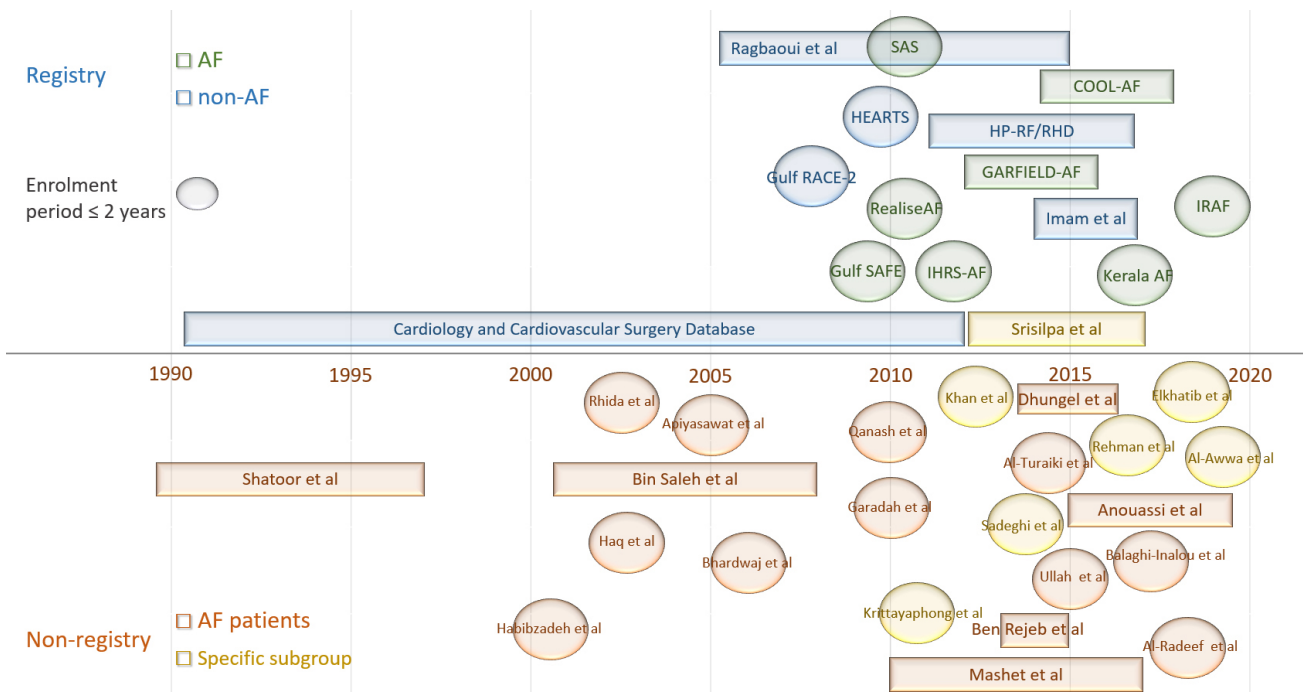 Registry
AF
non-AF
Enrolment
period ≤ 2 years
Ragbaoui et al
SAS
COOL-AF
HEARTS
HP-RF/RHD
Gulf RACE-2
GARFIELD-AF
RealiseAF
Imam et al
IRAF
Gulf SAFE
IHRS-AF
Kerala AF
Cardiology and Cardiovascular Surgery Database
Srisilpa et al
1990
1995
2000
2005
2010
2015
2020
Rhida et al
Apiyasawat et al
Qanash et al
Khan et al
Dhungel et al
Elkhatib et al
Rehman et al
Al-Turaiki et al
Al-Awwa et al
Shatoor et al
Bin Saleh et al
Garadah et al
Anouassi et al
Sadeghi et al
Haq et al
Bhardwaj et al
Balaghi-Inalou et al
Ullah et al
Krittayaphong et al
Habibzadeh et al
Ben Rejeb et al
Al-Radeef et al
Mashet et al
Non-registry
AF patients
Specific subgroup